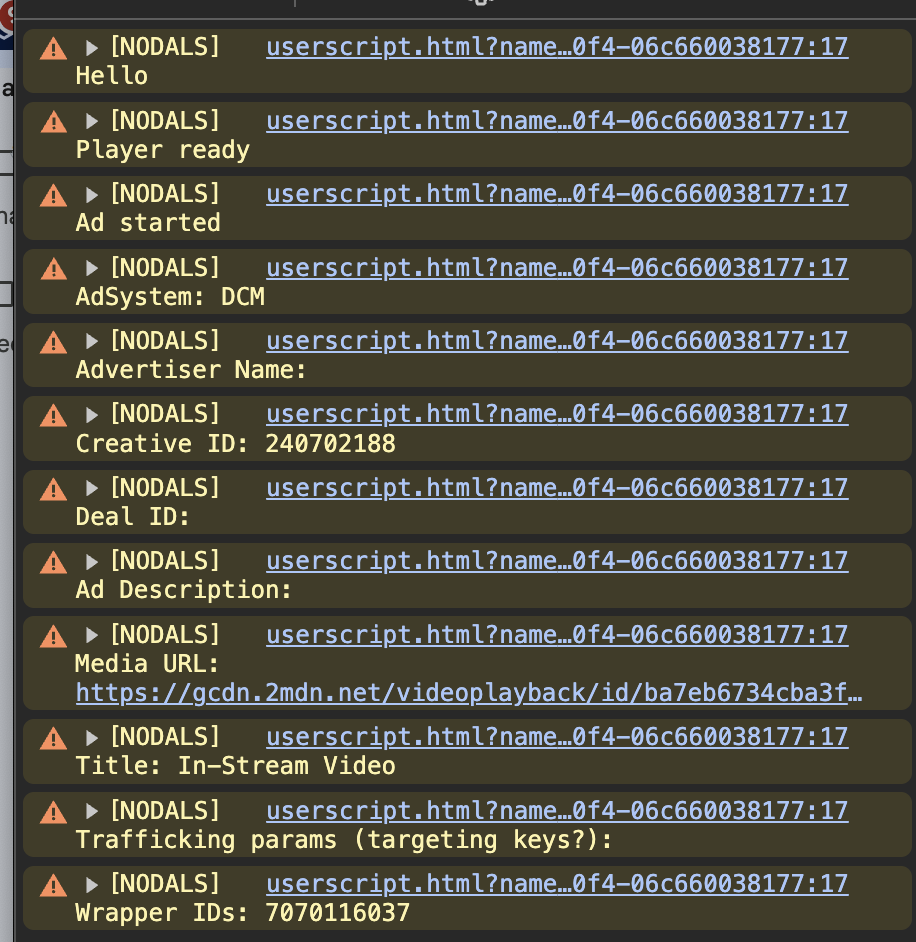 [NODALS] userscript.html?name…0f4-06c660038177:17
Hello
[NODALS] userscript.html?name…0f4-06c660038177:17
Player ready
[NODALS] userscript.html?name…0f4-06c660038177:17
Ad started
[NODALS] userscript.html?name…0f4-06c660038177:17
AdSystem: DCM
[NODALS] userscript.html?name…0f4-06c660038177:17
Advertiser Name:
[NODALS] userscript.html?name…0f4-06c660038177:17
Creative ID: 240702188
[NODALS] userscript.html?name…0f4-06c660038177:17
Deal ID:
[NODALS] userscript.html?name…0f4-06c660038177:17
Ad Description:
[NODALS] userscript.html?name…0f4-06c660038177:17
Media URL:
https://gcdn.2mdn.net/videoplayback/id/ba7eb6734cba3f…
[NODALS] userscript.html?name…0f4-06c660038177:17
Title: In-Stream Video
[NODALS] userscript.html?name…0f4-06c660038177:17
Trafficking params (targeting keys?):
[NODALS] userscript.html?name…0f4-06c660038177:17
Wrapper IDs: 7070116037